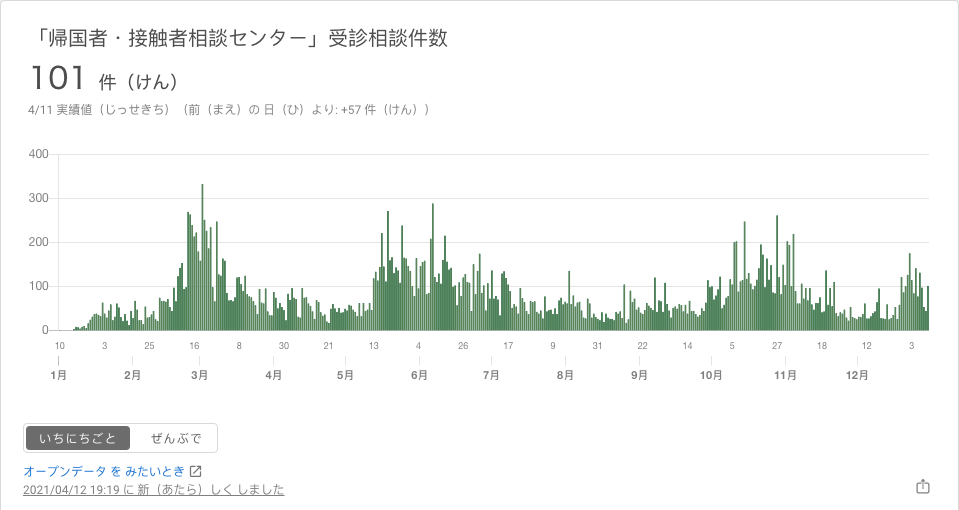 「帰国者・接触者相談センター」受診相談件数
101 件（けん）
4/11 実績値（じっせきち）（前（まえ）の 日（ひ）より: +57 件（けん））
400
300
200
100
0
10 3 25 16 8 30 21 13 4 26 17 9 31 22 14 5 27 18 12 3
1月 2月 3月 4月 5月 6月 7月 8月 9月 10月 11月 12月
いちにちごと ぜんぶで
オープンデータ を みたいとき
2021/04/12 19:19 に 新（あたら）しく しました